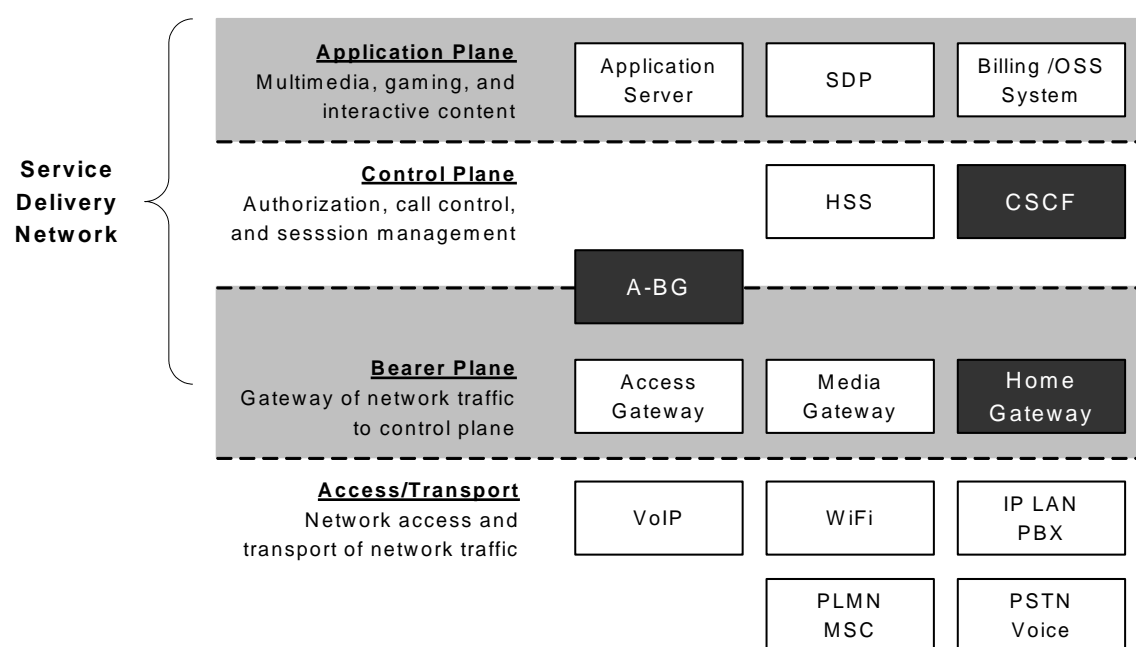 Service
Delivery
Network
Application Plane
Multimedia, gaming, and
interactive content
Application
Server
SDP
Billing /OSS
System
Control Plane
Authorization, call control,
and sesssion management
HSS
CSCF
A-BG
Bearer Plane
Gateway of network traffic
to control plane
Access
Gateway
Media
Gateway
Home
Gateway
Access/Transport
Network access and
transport of network traffic
VoIP
WiFi
IP LAN
PBX
PLMN
MSC
PSTN
Voice